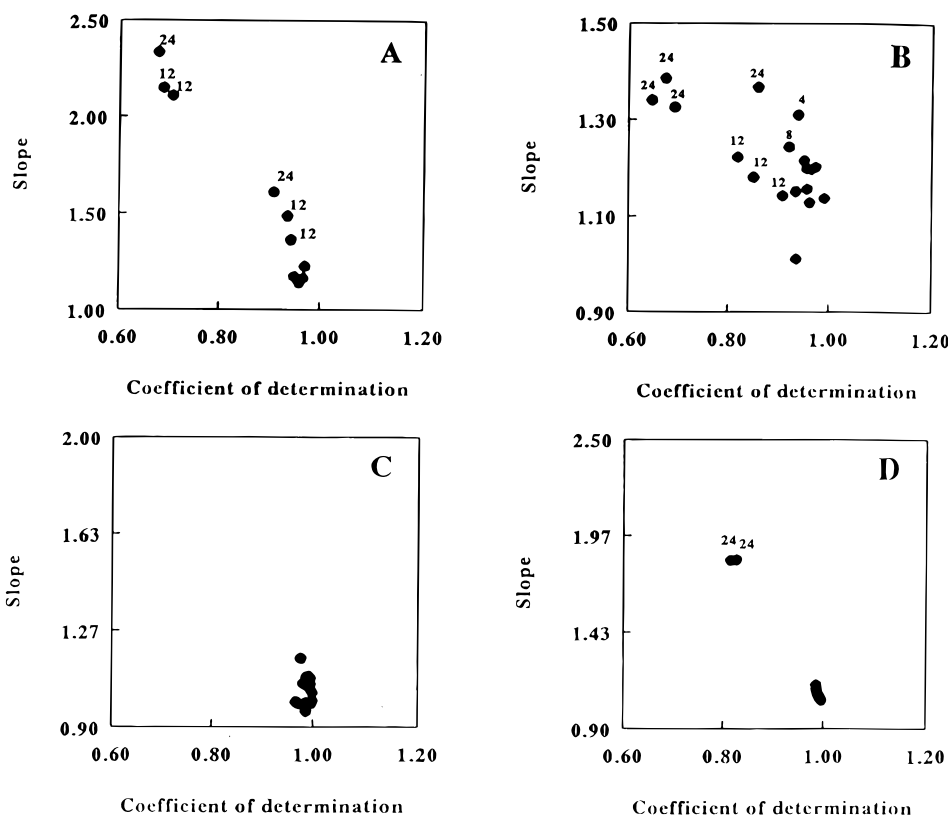 2.50
A
24
12 12
2.00
Slope
24
1.50
12
12
1.00
0.60 0.80 1.00 1.20
Coefficient of determination
1.50
B
24
24
24
24
4
1.30
8
12
12
12
Slope
1.10
0.90
0.60 0.80 1.00 1.20
Coefficient of determination
2.00
C
1.63
Slope
1.27
0.90
0.60 0.80 1.00 1.20
Coefficient of determination
2.50
D
1.97
24 24
Slope
1.43
0.90
0.60 0.80 1.00 1.20
Coefficient of determination